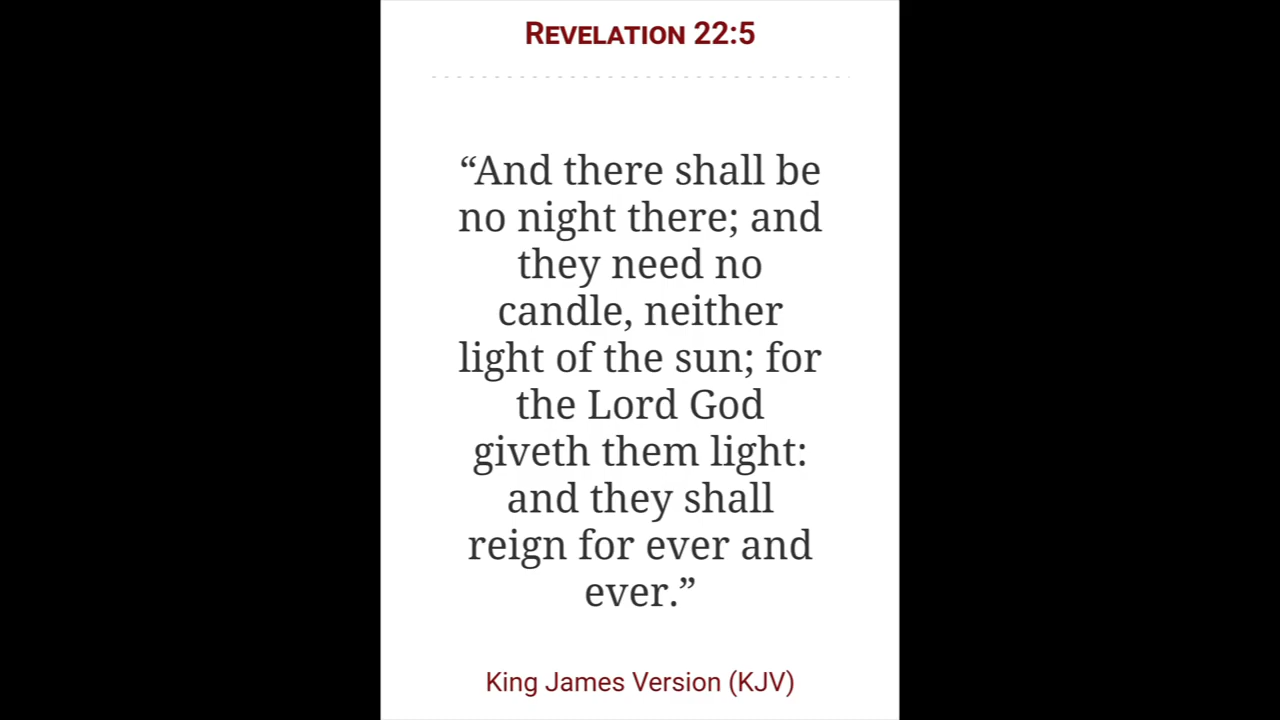 REVELATION 22:5
“And there shall be
no night there; and
they need no
candle, neither
light of the sun; for
the Lord God
giveth them light:
and they shall
reign for ever and
ever.”
King James Version (KJV)